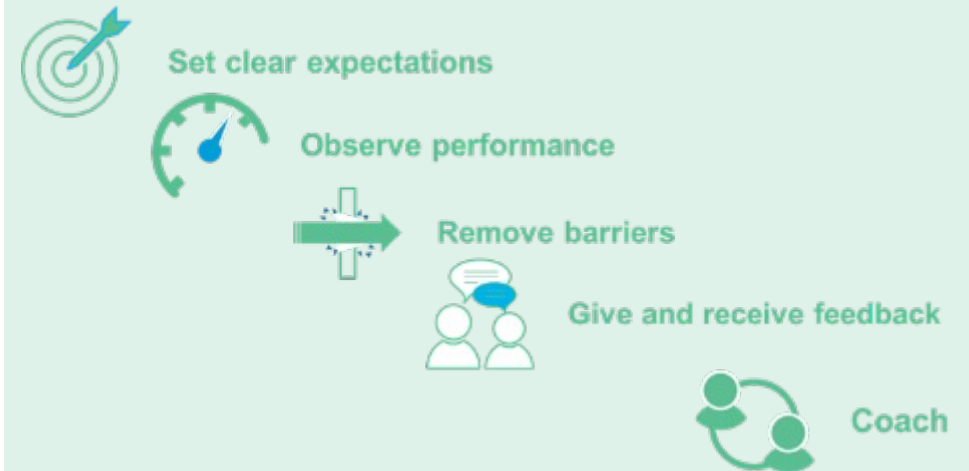 Set clear expectations
Observe performance
Remove barriers
Give and receive feedback
Coach